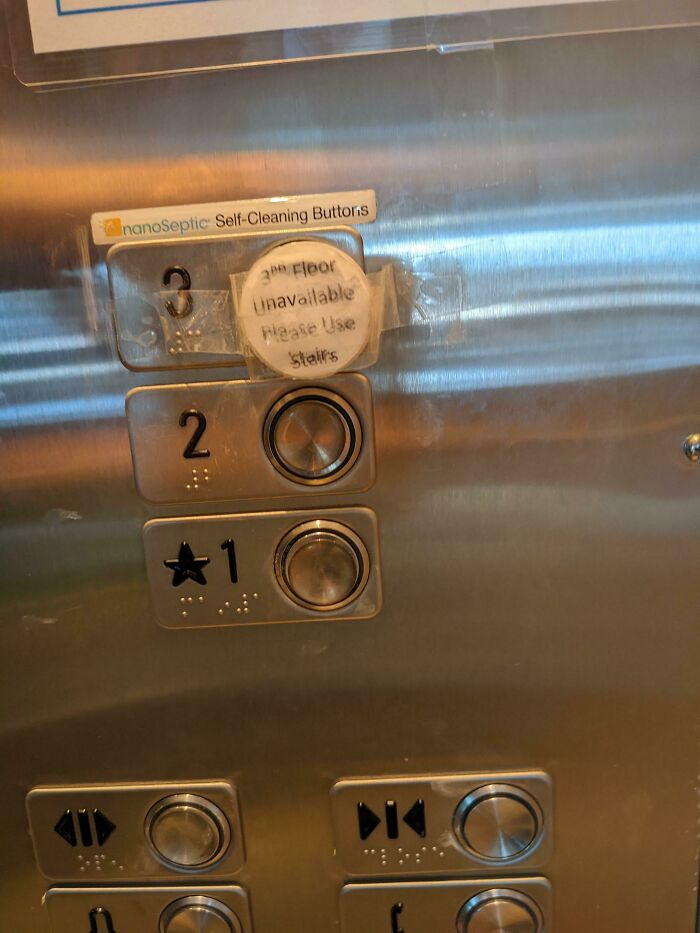 nanoSeptic Self-Cleaning Buttons
3
3RD Floor
Unavailable
Please Use
Stairs
2
★1